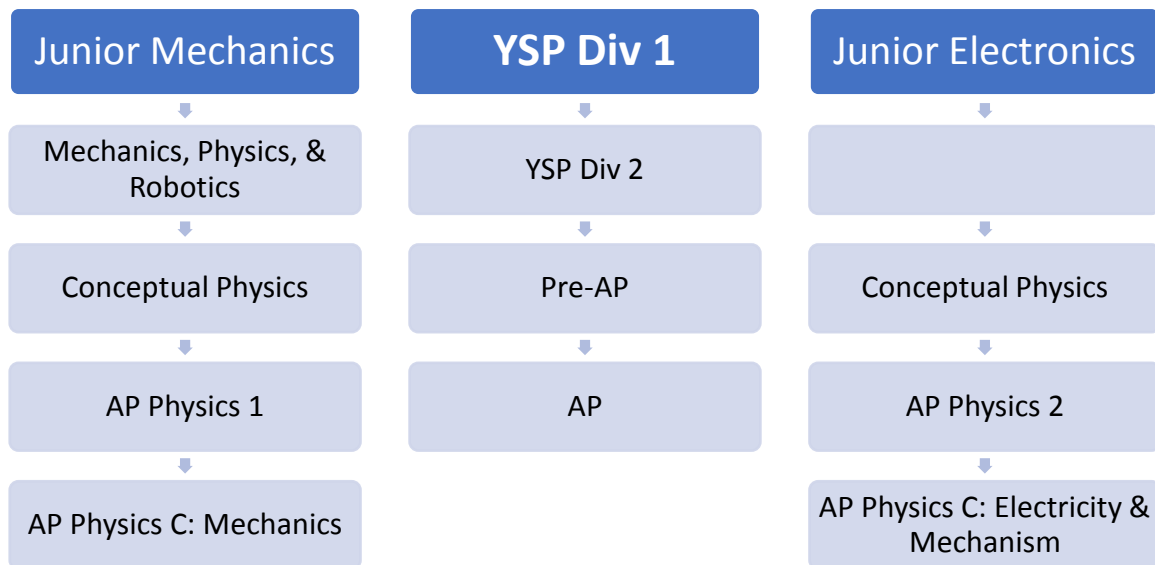 Junior Mechanics
Mechanics, Physics, &
Robotics
Conceptual Physics
AP Physics 1
AP Physics C: Mechanics
YSP Div 1
YSP Div 2
Pre-AP
AP
Junior Electronics
Conceptual Physics
AP Physics 2
AP Physics C: Electricity &
Mechanism